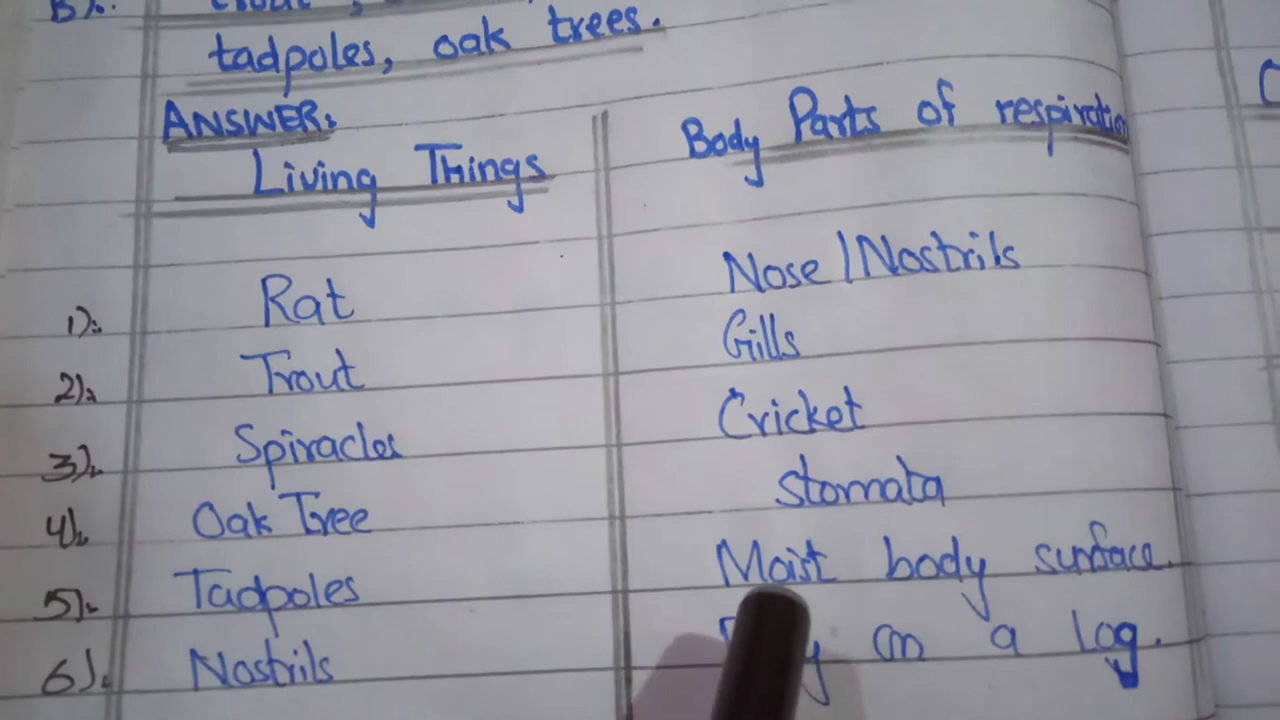 tadpoles, oak trees.
ANSWER:
Living Things Body Parts of respiration
1): Rat Nose/Nostrils
2): Trout Gills
3): Spiracles Cricket
4): Oak Tree Stomata
5): Tadpoles Moist body surface.
6): Nostrils on a log.